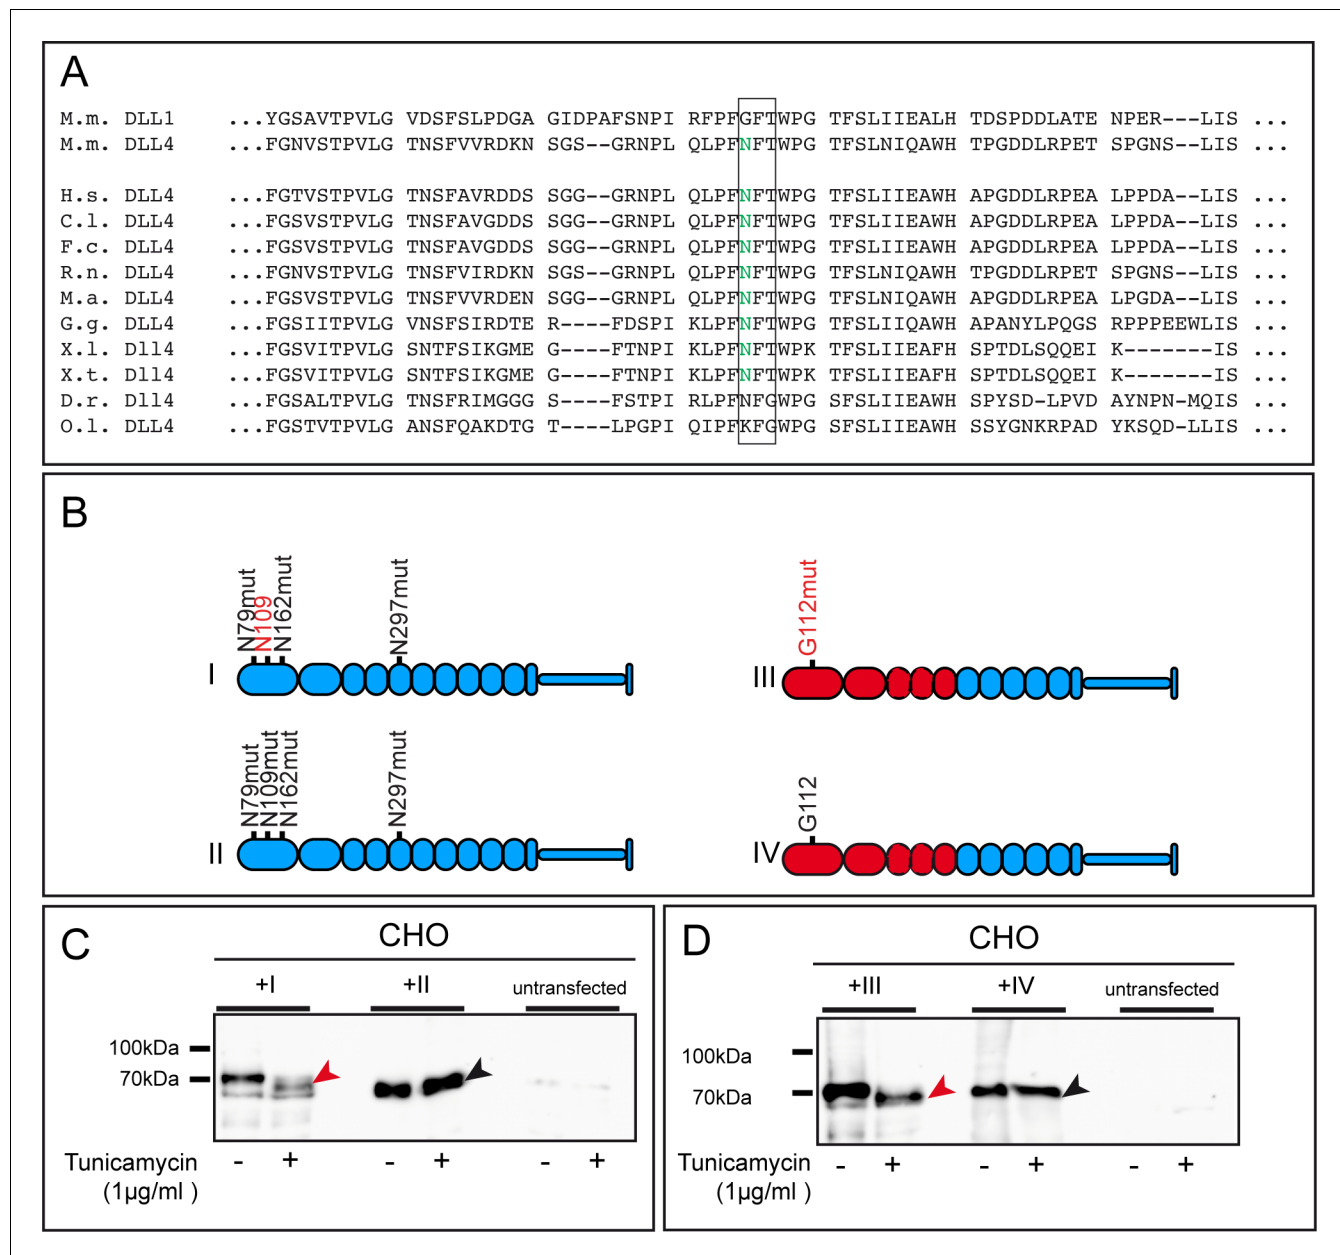 A
M.m. DLL1 ...YGSAVTPVLG VDSFSLPDGA GIDPAFSNPI RFPFGFTWPG TFSLIIEALH TDSPDDLATE NPER---LIS ...
M.m. DLL4 ...FGNVSTPVLG TNSFVVRDKN SGS--GRNPL QLPFNFTWPG TFSLNIQAWH TPGDDLRPET SPGNS--LIS ...
H.s. DLL4 ...FGTVSTPVLG TNSFAVRDDS SGG--GRNPL QLPFNFTWPG TFSLIIEAWH APGDDLRPEA LPPDA--LIS ...
C.l. DLL4 ...FGSVSTPVLG TNSFAVGDDS SGG--GRNPL QLPFNFTWPG TFSLIIEAWH APGDDLRPEA LPPDA--LIS ...
F.c. DLL4 ...FGSVSTPVLG TNSFAVGDDS SGG--GRNPL QLPFNFTWPG TFSLIIEAWH APGDDLRPEA LPPDA--LIS ...
R.n. DLL4 ...FGNVSTPVLG TNSFVIRDKN SGS--GRNPL QLPFNFTWPG TFSLNIQAWH TPGDDLRPET SPGNS--LIS ...
M.a. DLL4 ...FGSVSTPVLG TNSFVVRDEN SGG--GRNPL QLPFNFTWPG TFSLNIQAWH APGDDLRPEA LPGDA--LIS ...
G.g. DLL4 ...FGSIITPVLG VNSFSIRDTER----FDSPI KLPFNFTWPG TFSLIIQAWH APANYLPQGS RPPPEEWLIS ...
X.l. Dll4 ...FGSVITPVLG SNTFSIKGMEG----FTNPI KLPFNFTWPK TFSLIIEAFH SPTDLSQQEI K-------IS ...
X.t. Dll4 ...FGSVITPVLG SNTFSIKGMEG----FTNPI KLPFNFTWPK TFSLIIEAFH SPTDLSQQEI K-------IS ...
D.r. Dll4 ...FGSALTPVLG TNSFRIMGGG S----FSTPI RLPFNFGWPG SFSLIIEAWH SPYSD-LPVD AYNPN-MQIS ...
O.l. DLL4 ...FGSTVTPVLG ANSFQAKDTG T----LPGPI QIPFKFGWPG SFSLIIEAWH SSYGNKRPAD YKSQD-LLIS ...
B
N79mut
N109
N162mut
N297mut
I
G112mut
III
N79mut
N109mut
N162mut
N297mut
II
G112
IV
C
CHO
+I +II untransfected
100kDa
70kDa
Tunicamycin - + - + - +
(1µg/ml )
D
CHO
+III +IV untransfected
100kDa
70kDa
Tunicamycin - + - + - +
(1µg/ml )